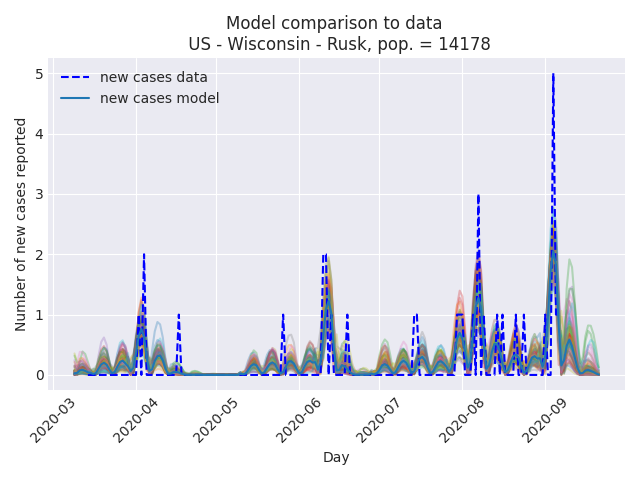 Model comparison to data
US - Wisconsin - Rusk, pop. = 14178
new cases data
new cases model
Number of new cases reported
5
4
3
2
1
0
2020-03
2020-04
2020-05
2020-06
2020-07
2020-08
2020-09
Day